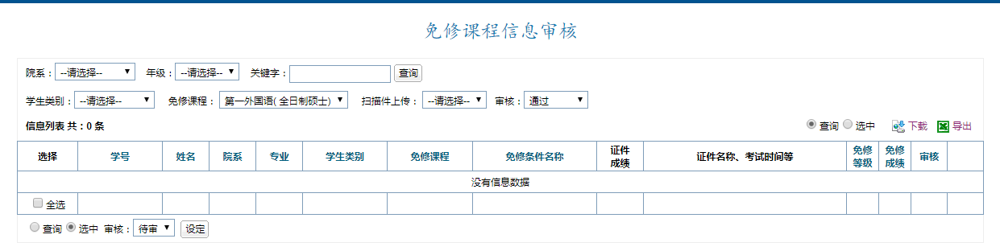 免修课程信息审核
院系：--请选择-- 年级：--请选择-- 关键字： 查询
学生类别：--请选择-- 免修课程： 第一外国语( 全日制硕士) 扫描件上传： --请选择-- 审核： 通过
信息列表 共：0 条 查询 选中 下载 导出
选择 学号 姓名 院系 专业 学生类别 免修课程 免修条件名称 证件成绩 证件名称、考试时间等 免修等级 免修成绩 审核
没有信息数据
全选
查询 选中 审核： 待审 设定